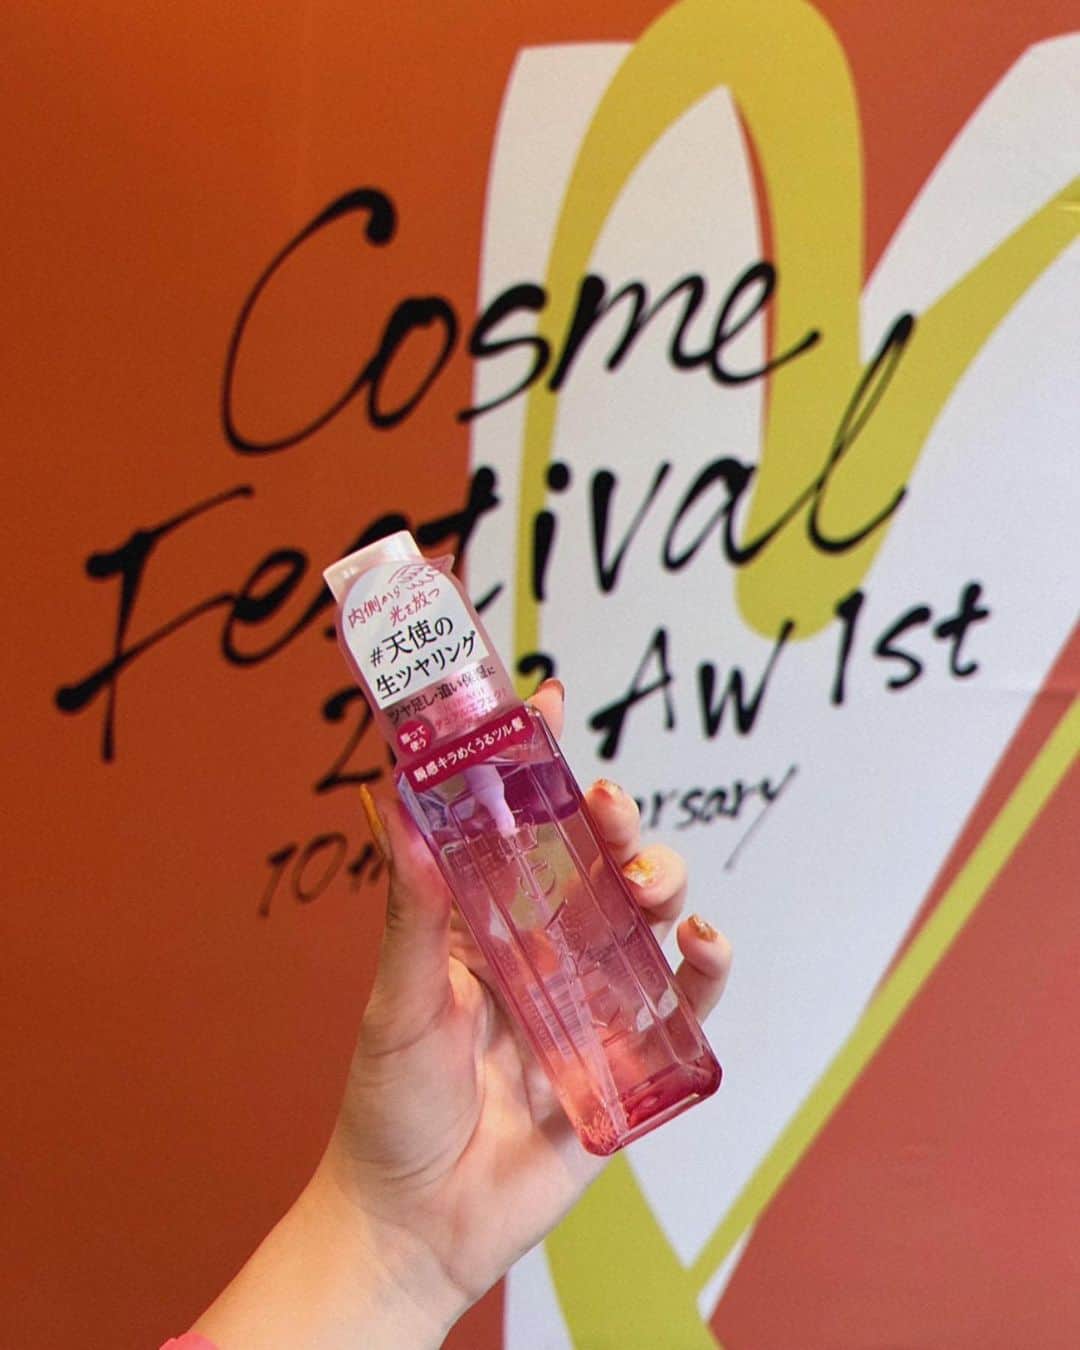 Cosme
Festival
AW 1st
内側から
光を放つ
#天使の
生ツヤリング
ツヤ足し・追い保湿に
振って
使う
瞬感キラめくうるツル髪